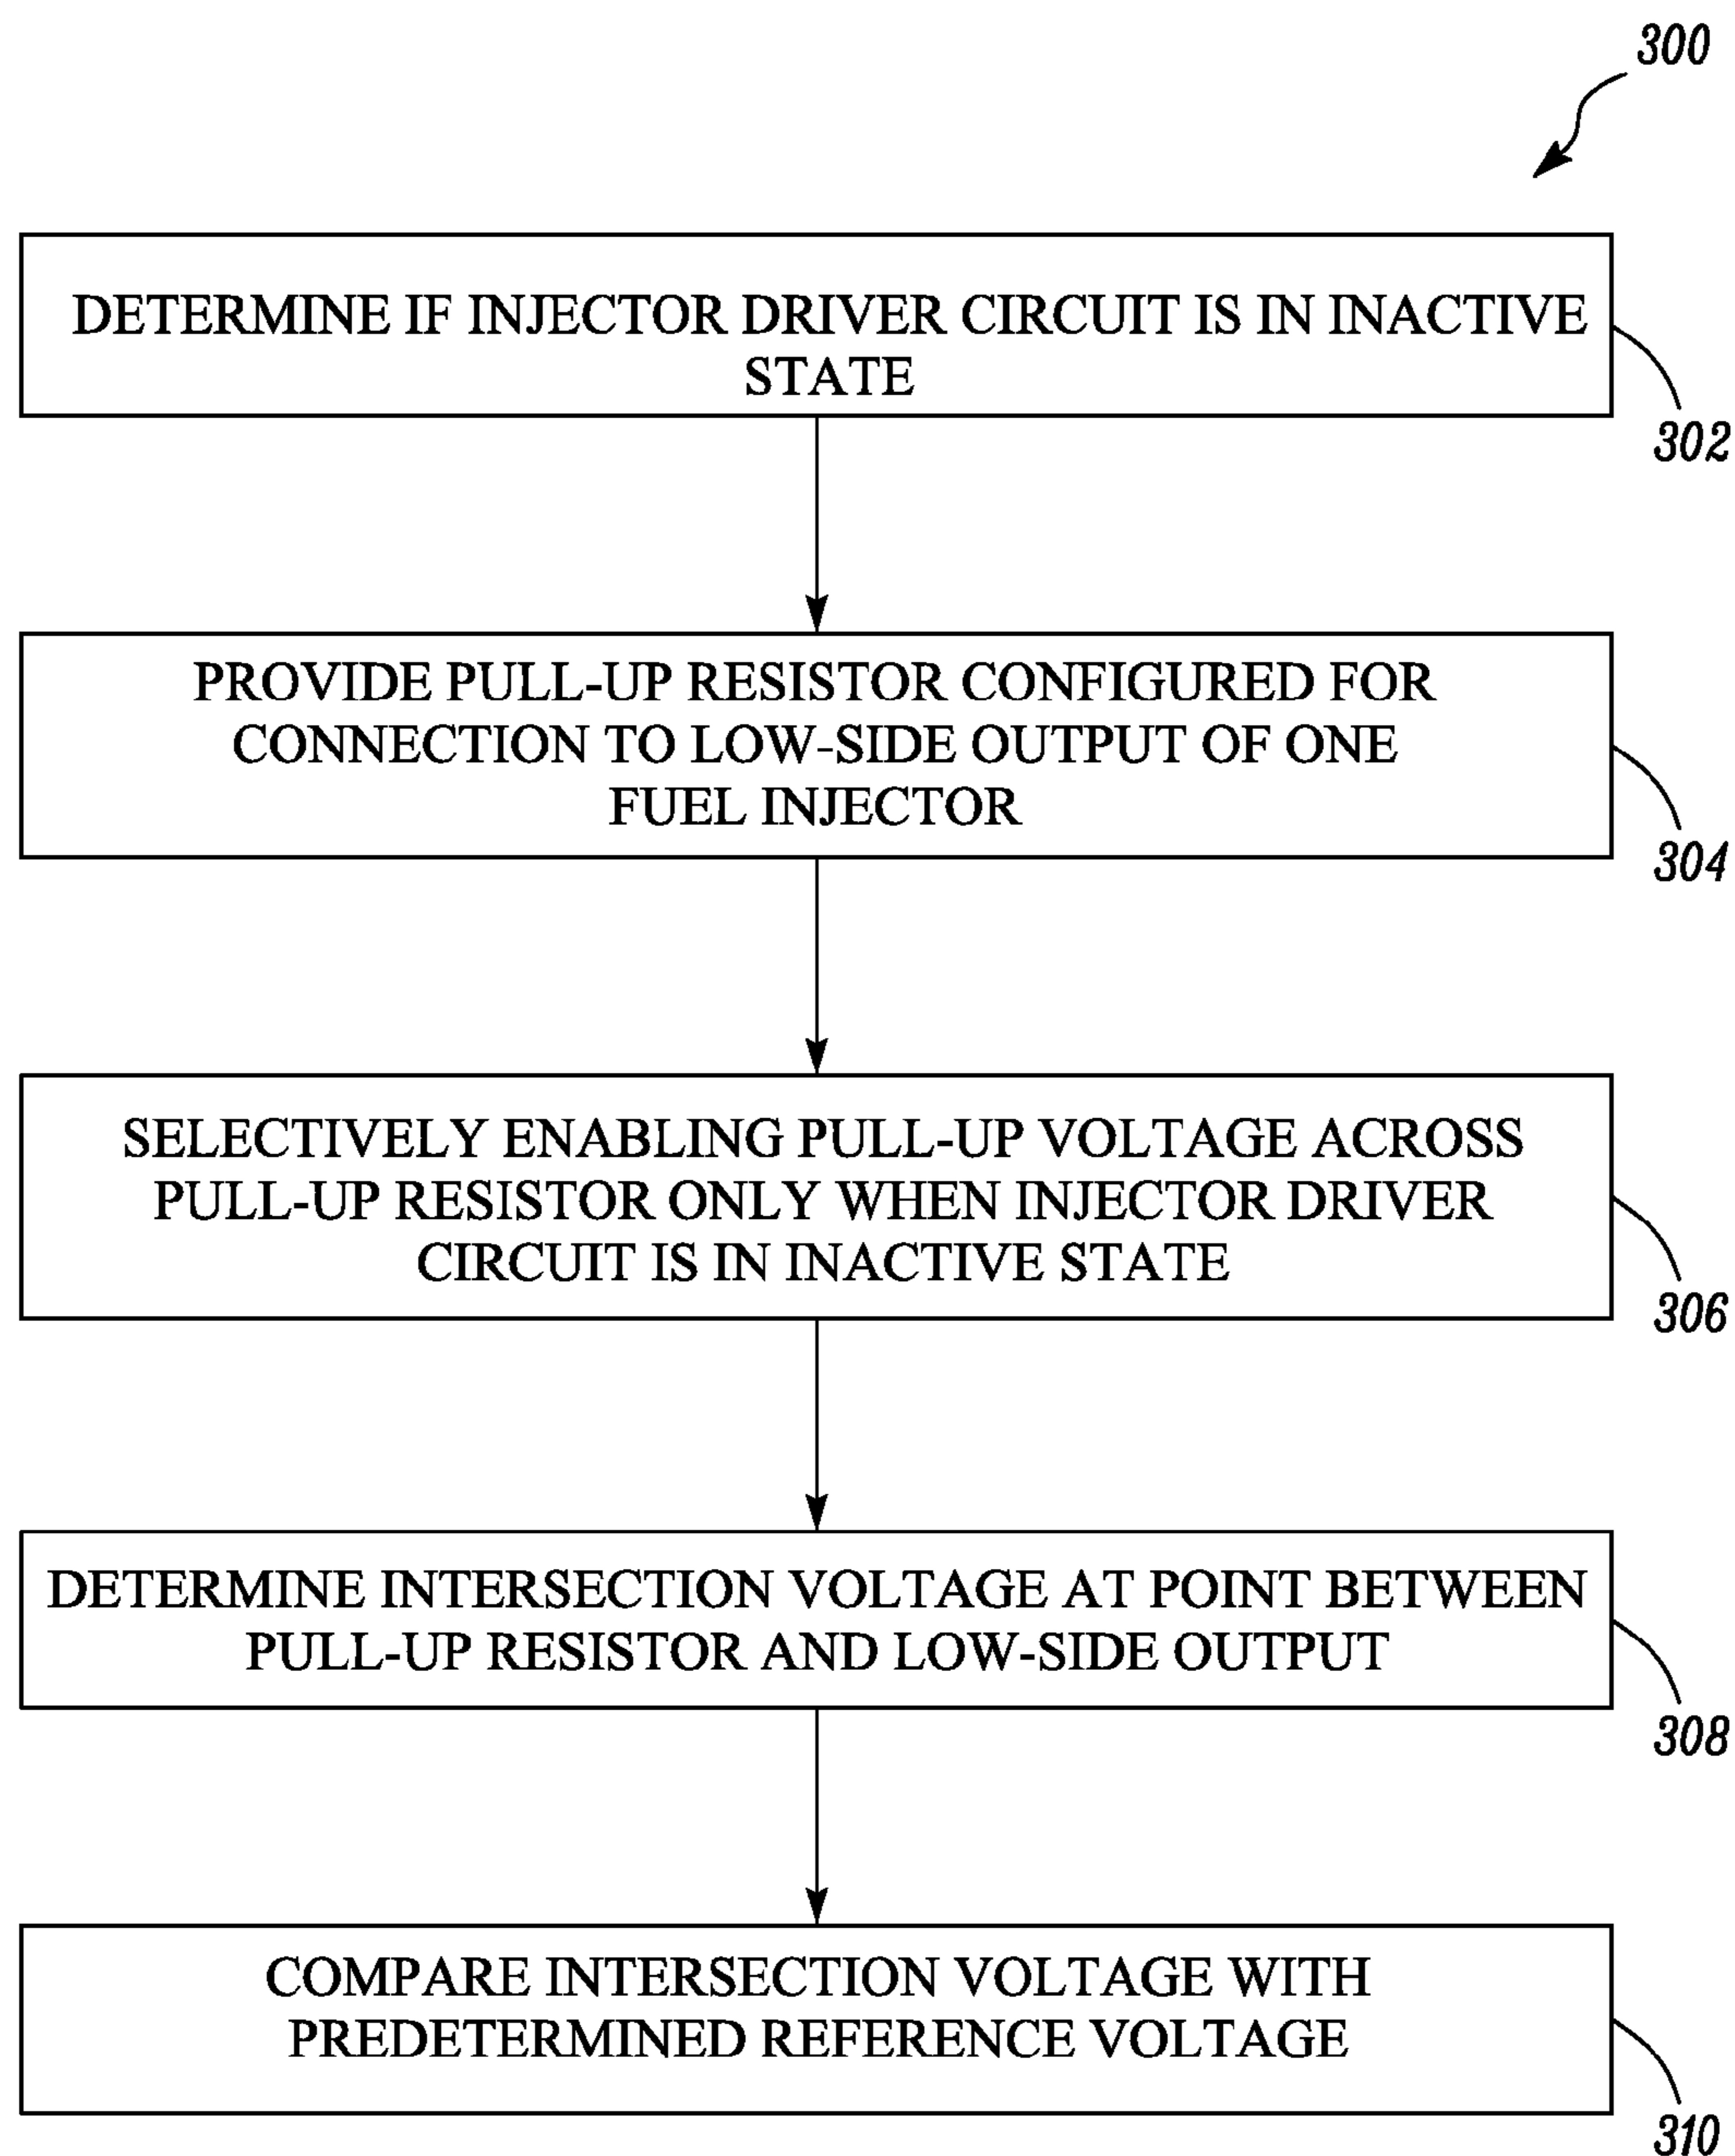 300
DETERMINE IF INJECTOR DRIVER CIRCUIT IS IN INACTIVE
STATE
302
PROVIDE PULL-UP RESISTOR CONFIGURED FOR
CONNECTION TO LOW-SIDE OUTPUT OF ONE
FUEL INJECTOR
304
SELECTIVELY ENABLING PULL-UP VOLTAGE ACROSS
PULL-UP RESISTOR ONLY WHEN INJECTOR DRIVER
CIRCUIT IS IN INACTIVE STATE
306
DETERMINE INTERSECTION VOLTAGE AT POINT BETWEEN
PULL-UP RESISTOR AND LOW-SIDE OUTPUT
308
COMPARE INTERSECTION VOLTAGE WITH
PREDETERMINED REFERENCE VOLTAGE
310